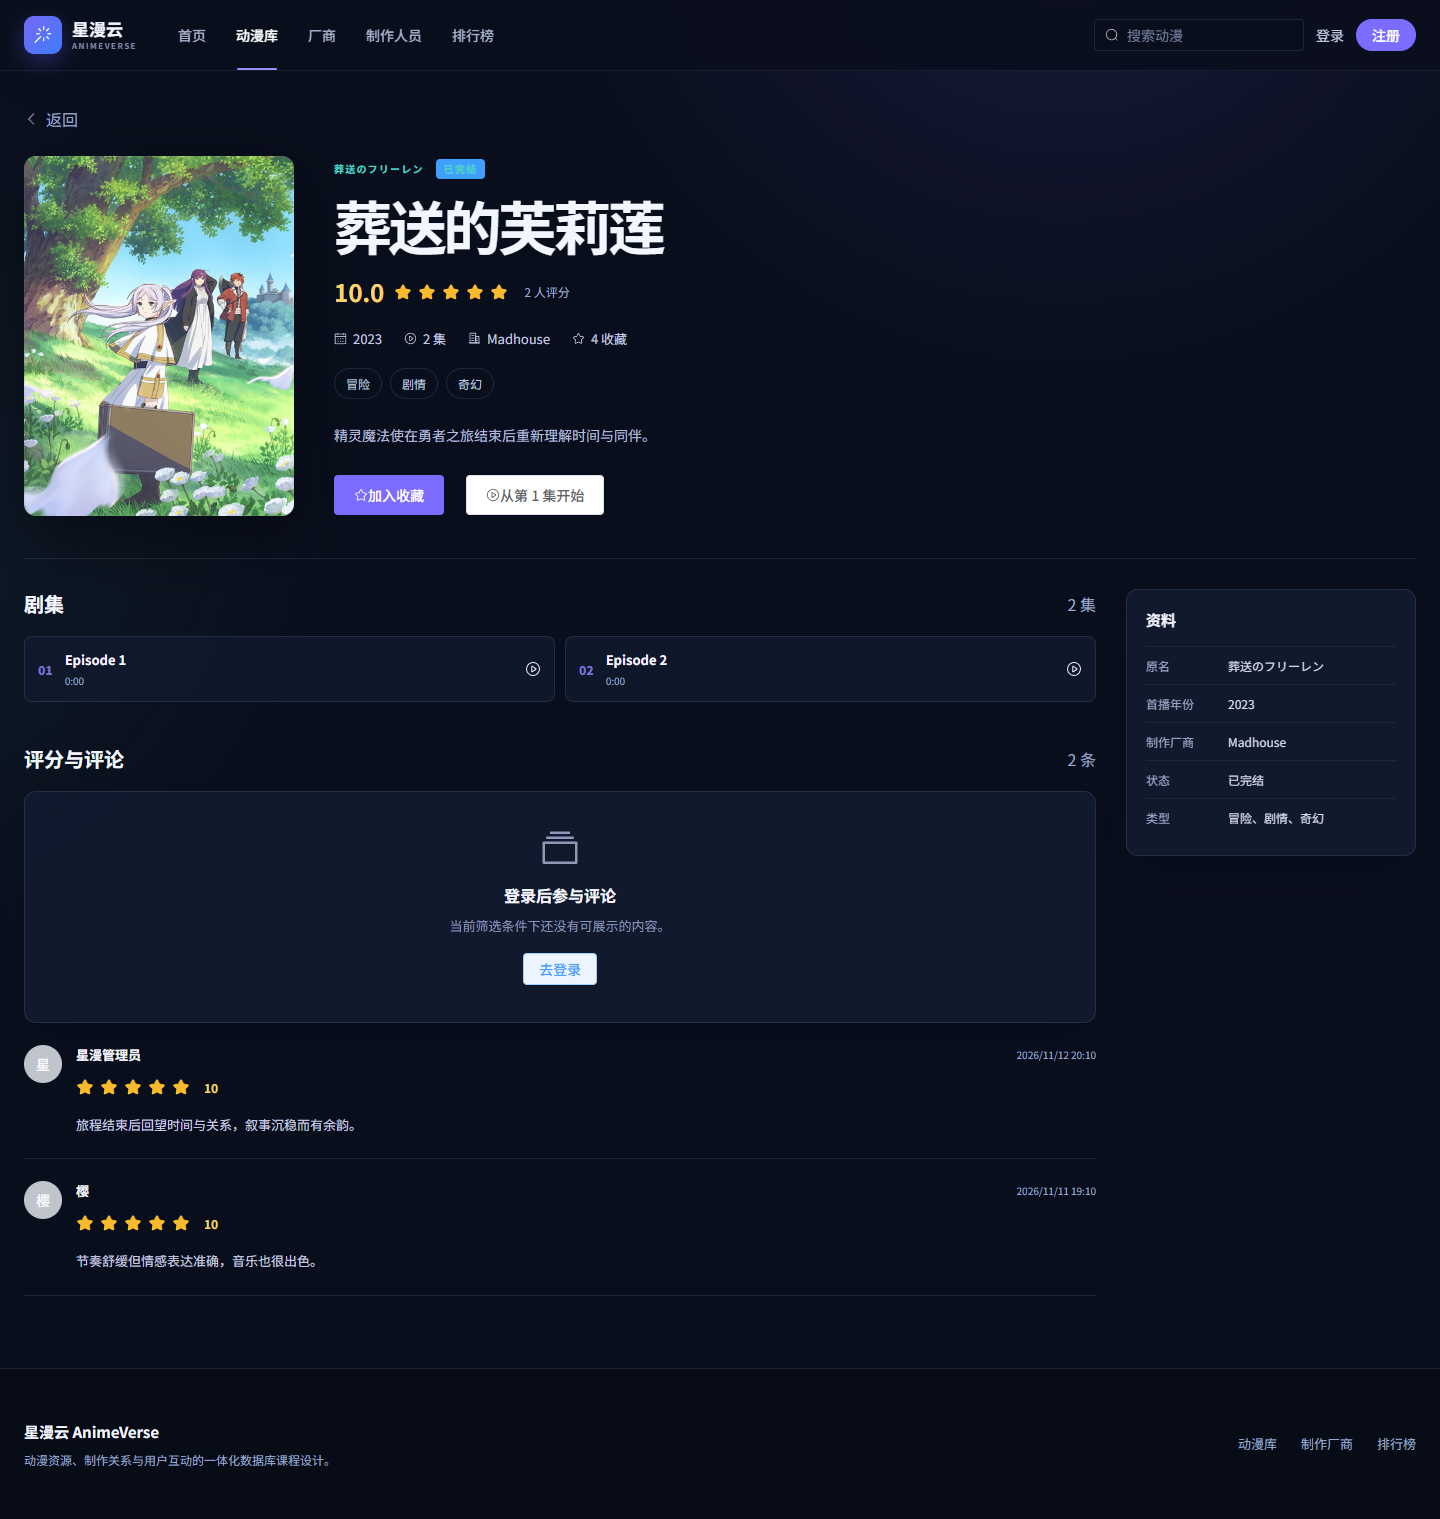 星漫云
ANIMEVERSE
首页 动漫库 厂商 制作人员 排行榜
搜索动漫
登录 注册
返回
葬送のフリーレン 已完结
葬送的芙莉莲
10.0 2 人评分
2023 2 集 Madhouse 4 收藏
冒险 剧情 奇幻
精灵魔法使在勇者之旅结束后重新理解时间与同伴。
加入收藏 从第 1 集开始
剧集 2 集
01 Episode 1
0:00
02 Episode 2
0:00
评分与评论 2 条
登录后参与评论
当前筛选条件下还没有可展示的内容。
去登录
星 星漫管理员 2026/11/12 20:10
10
旅程结束后回望时间与关系，叙事沉稳而有余韵。
樱 樱 2026/11/11 19:10
10
节奏舒缓但情感表达准确，音乐也很出色。
资料
原名 葬送のフリーレン
首播年份 2023
制作厂商 Madhouse
状态 已完结
类型 冒险、剧情、奇幻
星漫云 AnimeVerse
动漫资源、制作关系与用户互动的一体化数据库课程设计。
动漫库 制作厂商 排行榜